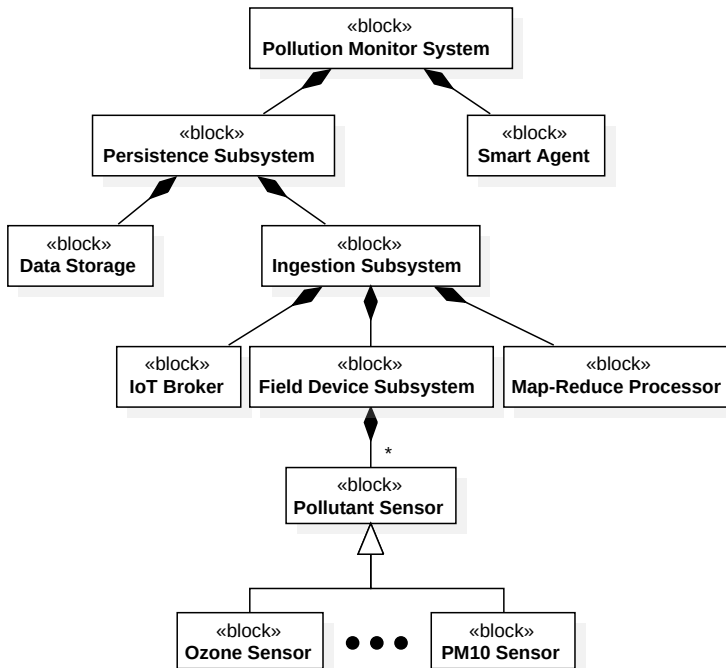 «block»
Pollution Monitor System
«block»
Persistence Subsystem
«block»
Smart Agent
«block»
Data Storage
«block»
Ingestion Subsystem
«block»
IoT Broker
«block»
Field Device Subsystem
«block»
Map-Reduce Processor
*
«block»
Pollutant Sensor
«block»
Ozone Sensor
«block»
PM10 Sensor